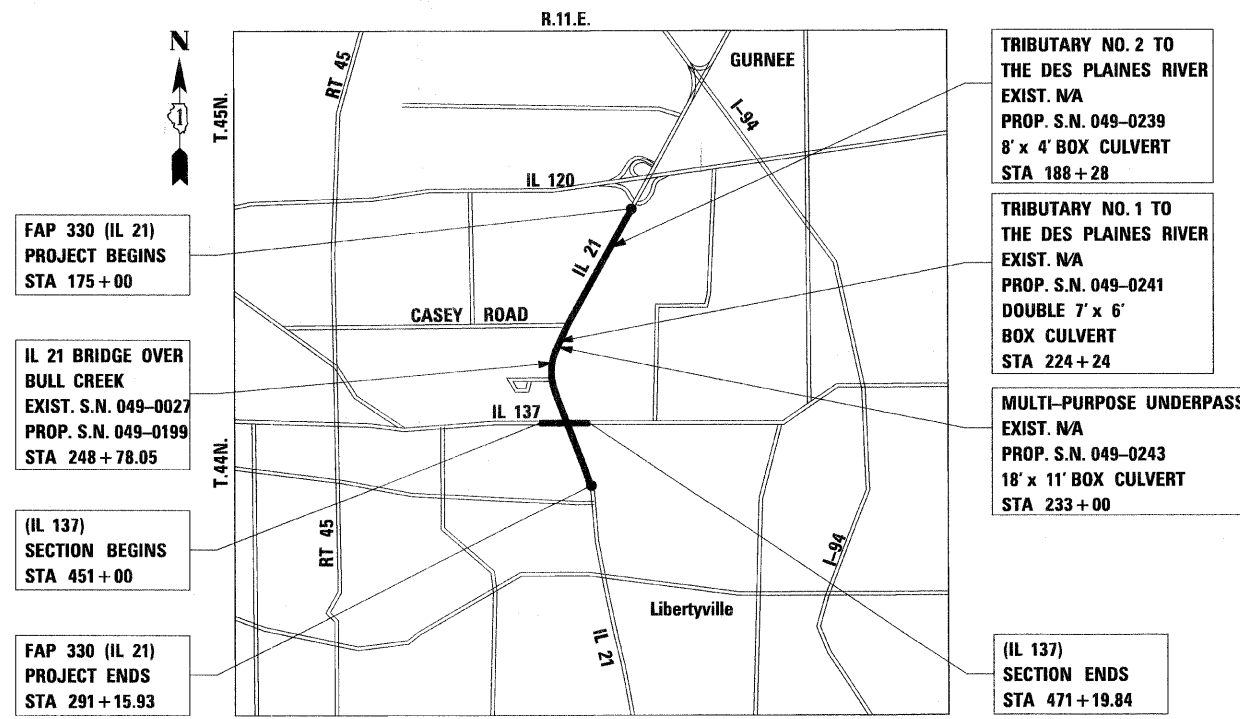 R.11.E.
N
1
T.45N.
T.44N.
RT 45
GURNEE
I-94
IL 120
IL 21
CASEY ROAD
IL 137
RT 45
I-94
Libertyville
IL 21
FAP 330 (IL 21)
PROJECT BEGINS
STA 175+00
IL 21 BRIDGE OVER
BULL CREEK
EXIST. S.N. 049-0027
PROP. S.N. 049-0199
STA 248+78.05
(IL 137)
SECTION BEGINS
STA 451+00
FAP 330 (IL 21)
PROJECT ENDS
STA 291+15.93
TRIBUTARY NO. 2 TO
THE DES PLAINES RIVER
EXIST. N/A
PROP. S.N. 049-0239
8' x 4' BOX CULVERT
STA 188+28
TRIBUTARY NO. 1 TO
THE DES PLAINES RIVER
EXIST. N/A
PROP. S.N. 049-0241
DOUBLE 7' x 6'
BOX CULVERT
STA 224+24
MULTI-PURPOSE UNDERPASS
EXIST. N/A
PROP. S.N. 049-0243
18' x 11' BOX CULVERT
STA 233+00
(IL 137)
SECTION ENDS
STA 471+19.84